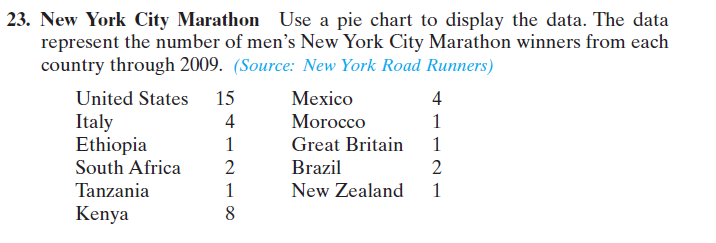 23. New York City Marathon Use a pie chart to display the data. The data
represent the number of men's New York City Marathon winners from each
country through 2009. (Source: New York Road Runners)
United States 15 Mexico 4
Italy 4 Morocco 1
Ethiopia 1 Great Britain 1
South Africa 2 Brazil 2
Tanzania 1 New Zealand 1
Kenya 8